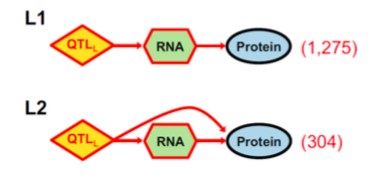 L1
QTL_L RNA Protein (1,275)
L2
QTL_L RNA Protein (304)